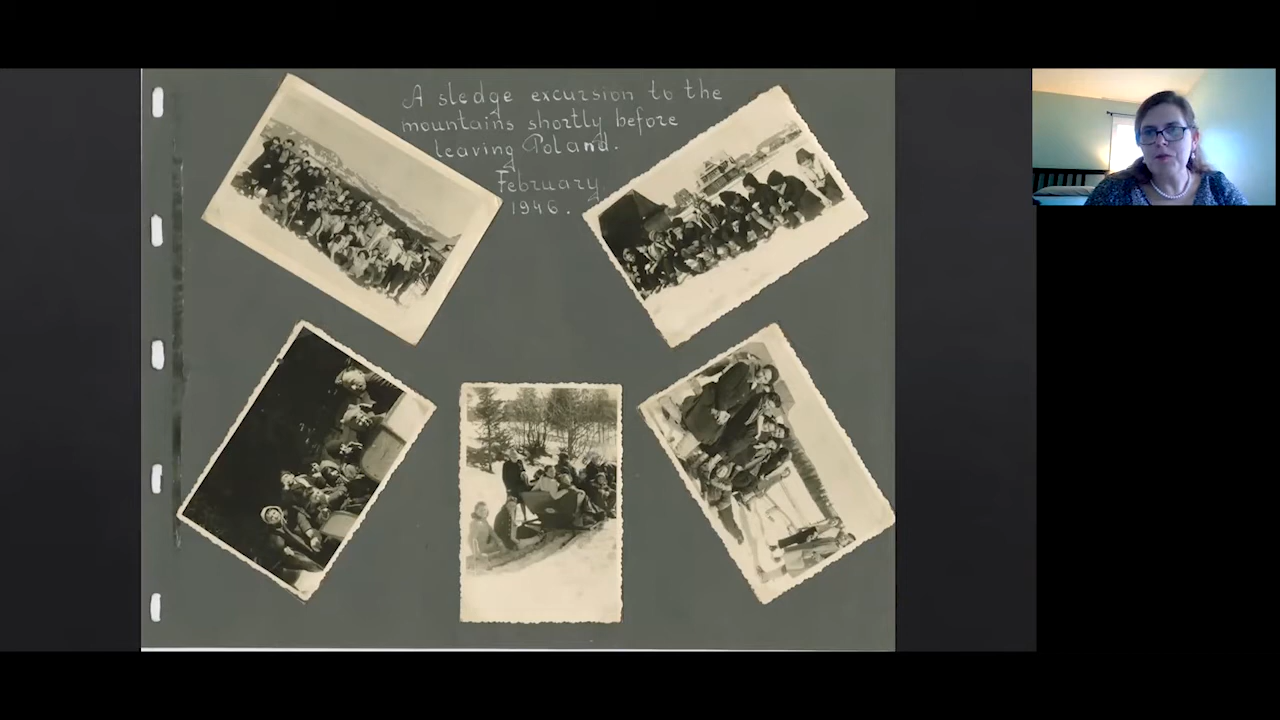 A sledge excursion to the
mountains shortly before
leaving Poland.
February
1946.